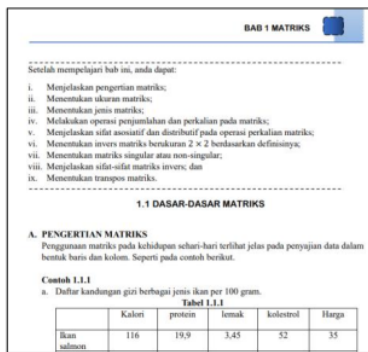 BAB 1 MATRIKS
Setelah mempelajari bab ini, anda dapat:
i. Menjelaskan pengertian matriks;
ii. Menentukan ukuran matriks;
iii. Menentukan jenis matriks;
iv. Melakukan operasi penjumlahan dan perkalian pada matriks;
v. Menjelaskan sifat asosiatif dan distributif pada operasi perkalian matriks;
vi. Menentukan invers matriks berukuran 2 × 2 berdasarkan definisinya;
vii. Menentukan matriks singular atau non-singular;
viii. Menjelaskan sifat-sifat matriks invers; dan
ix. Menentukan transpos matriks.
1.1 DASAR-DASAR MATRIKS
A. PENGERTIAN MATRIKS
Penggunaan matriks pada kehidupan sehari-hari terlihat jelas pada penyajian data dalam
bentuk baris dan kolom. Seperti pada contoh berikut.
Contoh 1.1.1
a. Daftar kandungan gizi berbagai jenis ikan per 100 gram.
Tabel 1.1.1
Kalori protein lemak kolestrol Harga
Ikan 116 19,9 3,45 52 35
salmon